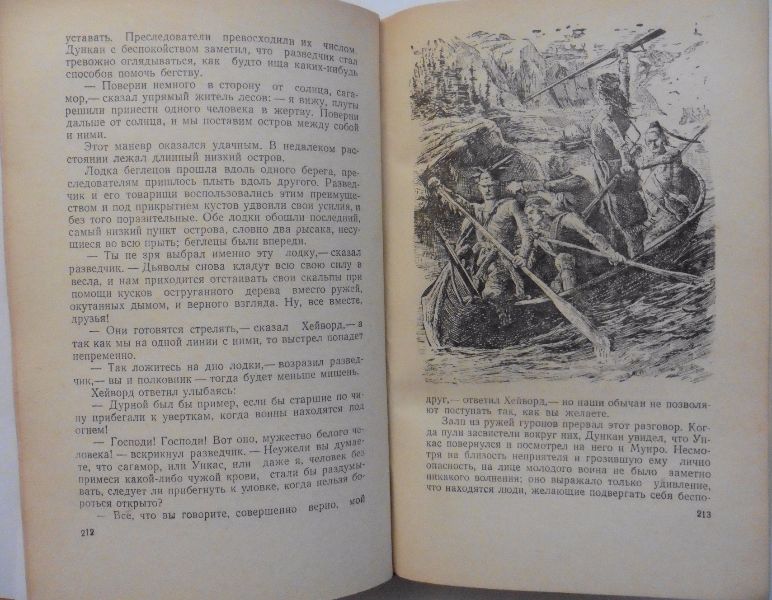 уставать. Преследователи превосходили их числом.
Дункан с беспокойством заметил, что разведчик стал
тревожно оглядываться, как будто ища каких-нибудь
способов помочь бегству.
— Поверни немного в сторону от солнца, сага-
мор,— сказал упрямый житель лесов: — я вижу, плуты
решили принести одного человека в жертву. Поверни
дальше от солнца, и мы поставим остров между собой
и ними.
Этот маневр оказался удачным. В недалеком рас-
стоянии лежал длинный низкий остров.
Лодка беглецов прошла вдоль одного берега, пре-
следователям пришлось плыть вдоль другого. Развед-
чик и его товарищи воспользовались этим преимуще-
ством и под прикрытием кустов удвоили свои усилия, и
без того поразительные. Обе лодки обошли последний,
самый низкий пункт острова, словно два рысака, несу-
щиеся во всю прыть; беглецы были впереди.
— Ты не зря выбрал именно эту лодку,— сказал
разведчик. — Дьяволы снова кладут всю свою силу в
весла, и нам приходится отстаивать свои скальпы при
помощи кусков оструганного дерева вместо ружей,
окутанных дымом, и верного взгляда. Ну, все вместе,
друзья!
— Они готовятся стрелять,— сказал Хейворд,— а
так как мы на одной линии с ними, то выстрел попадет
непременно.
— Так ложитесь на дно лодки,— возразил развед-
чик,— вы и полковник — тогда будет меньше мишень.
Хейворд ответил улыбаясь:
— Дурной был бы пример, если бы старшие по чи-
ну прибегали к уверткам, когда воины находятся под
огнем!
— Господи! Господи! Вот оно, мужество белого че-
ловека! — вскрикнул разведчик. — Неужели вы думае-
те, что сагамор, или Ункас, или даже я, человек без
примеси какой-либо чужой крови, стали бы раздумы-
вать, следует ли прибегнуть к уловке, когда нельзя бо-
роться открыто?
— Всё, что вы говорите, совершенно верно, мой
212
друг,— ответил Хейворд,— но наши обычаи не позволя-
ют поступать так, как вы желаете.
Залп из ружей гуронов прервал этот разговор. Ког-
да пули засвистели вокруг них, Дункан увидел, что Ун-
кас повернулся и посмотрел на него и Мунро. Несмо-
тря на близость неприятеля и грозившую ему лично
опасность, на лице молодого воина не было заметно
никакого волнения; оно выражало только удивление,
что находятся люди, желающие подвергать себя беспо-
213